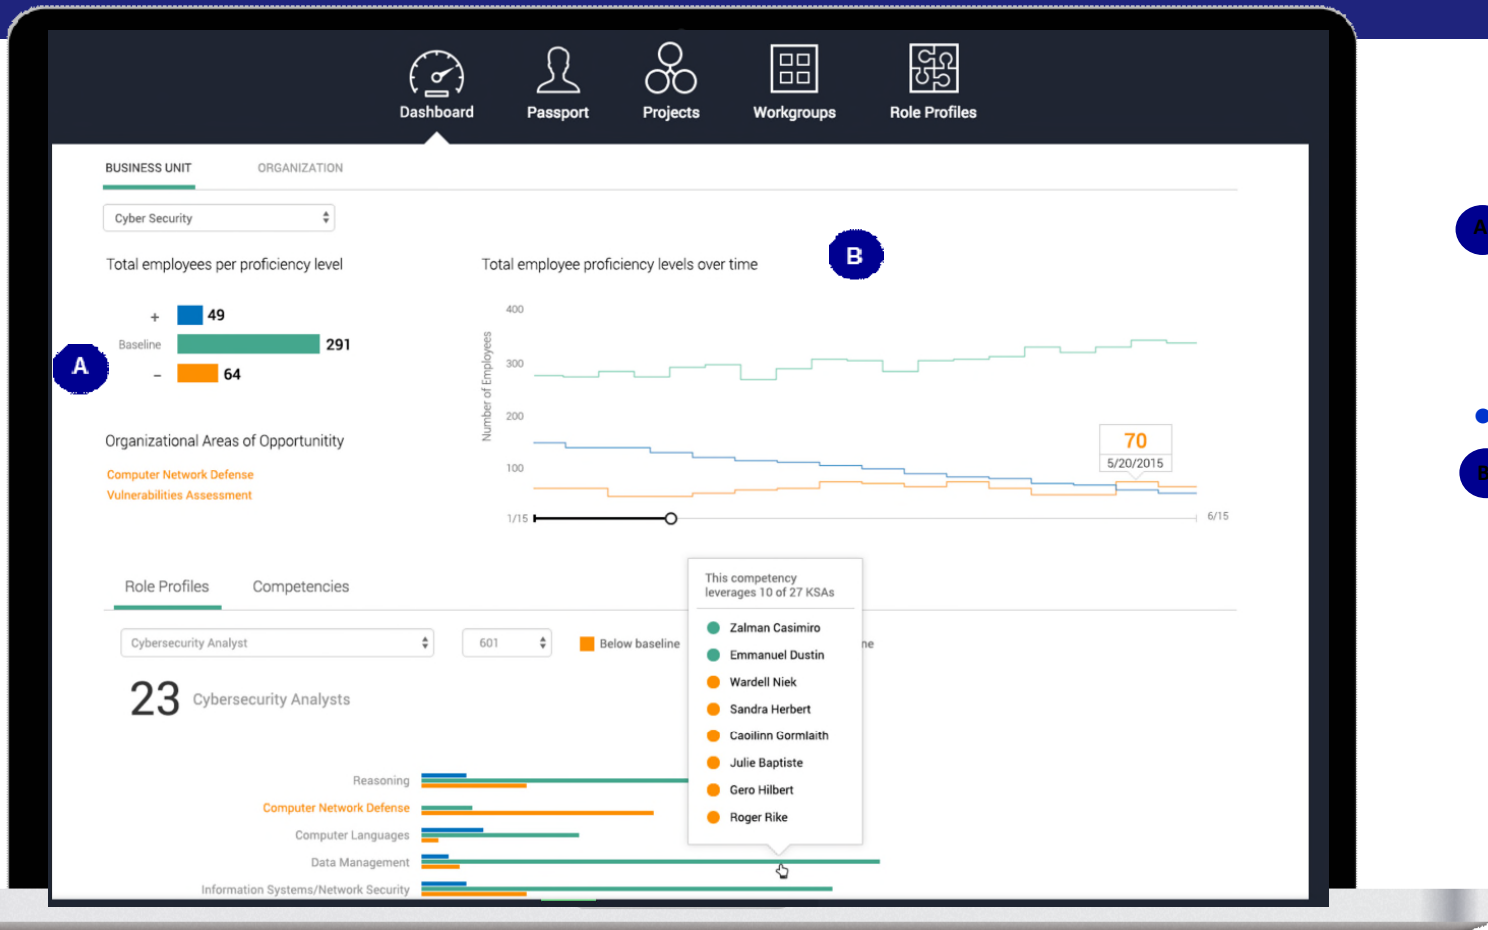 Dashboard
Passport
Projects
Workgroups
Role Profiles
BUSINESS UNIT
ORGANIZATION
Cyber Security
Total employees per proficiency level
+ 49
Baseline 291
– 64
A
Organizational Areas of Opportunitity
Computer Network Defense
Vulnerabilities Assessment
Total employee proficiency levels over time
B
Number of Employees
400
300
200
100
70
5/20/2015
1/15
6/15
Role Profiles
Competencies
Cybersecurity Analyst
601
Below baseline
ne
23 Cybersecurity Analysts
This competency
leverages 10 of 27 KSAs
Zalman Casimiro
Emmanuel Dustin
Wardell Niek
Sandra Herbert
Caoilinn Gormlaith
Julie Baptiste
Gero Hilbert
Roger Rike
Reasoning
Computer Network Defense
Computer Languages
Data Management
Information Systems/Network Security
A
B